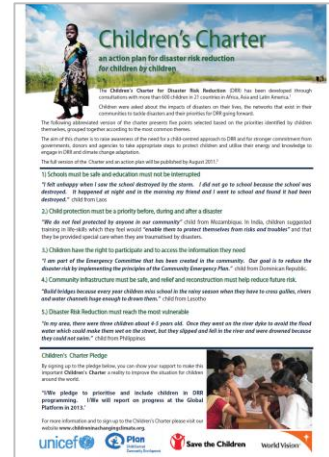 Children's Charter
an action plan for disaster risk reduction
for children by children
The Children's Charter for Disaster Risk Reduction (DRR) has been developed through
consultations with more than 600 children in 21 countries in Africa, Asia and Latin America.
Children were asked about the impacts of disasters on their lives, the networks that exist in their
communities to tackle disasters and their priorities for DRR going forward.
The following abbreviated version of the charter presents five points selected based on the priorities identified by children
themselves, grouped together according to the most common themes.
The aim of this charter is to raise awareness of the need for a child-centred approach to DRR and for stronger commitment from
governments, donors and agencies to take appropriate steps to protect children and utilise their energy and knowledge to
engage in DRR and climate change adaptation.
The full version of the Charter and an action plan will be published by August 2011.
1) Schools must be safe and education must not be interrupted
"I felt unhappy when I saw the school destroyed by the storm. I did not go to school because the school was
destroyed. It happened at night and in the morning my friend and I went to school and found it had been
destroyed." child from Laos
2.) Child protection must be a priority before, during and after a disaster
"We do not feel protected by anyone in our community" child from Mozambique. In India, children suggested
training in life-skills which they feel would "enable them to protect themselves from risks and troubles" and that
they be provided special care when they are traumatised by disasters.
3.) Children have the right to participate and to access the information they need
"I am part of the Emergency Committee that has been created in the community. Our goal is to reduce the
disaster risk by implementing the principles of the Community Emergency Plan." child from Dominican Republic.
4.) Community infrastructure must be safe, and relief and reconstruction must help reduce future risk.
"Build bridges because every year children miss school in the rainy season when they have to cross gullies, rivers
and water channels huge enough to drown them." child from Lesotho
5.) Disaster Risk Reduction must reach the most vulnerable.
"In my area, there were three children about 4-5 years old. Once they went on the river dyke to avoid the flood
water which could make them wet on the street, but they slipped and fell in the river and were drowned because
they could not swim." child from Philippines
Children's Charter Pledge
By signing up to the pledge below, you can show your support to make this
important Children's Charter a reality to improve the situation for children
around the world.
"I/We pledge to prioritise and include children in DRR
programming. I/We will report on progress at the Global
Platform in 2013."
For more information and to sign up to the Children's Charter please visit our
website www.childreninachangingclimate.org
unicef
Plan
Save the Children
World Vision